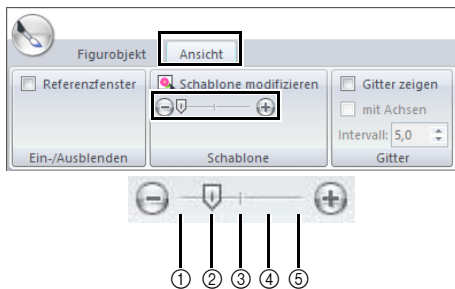 Figurobjekt Ansicht
Referenzfenster Schablone modifizieren Gitter zeigen
mit Achsen
Intervall: 5,0
Ein-/Ausblenden Schablone Gitter
① ② ③ ④ ⑤